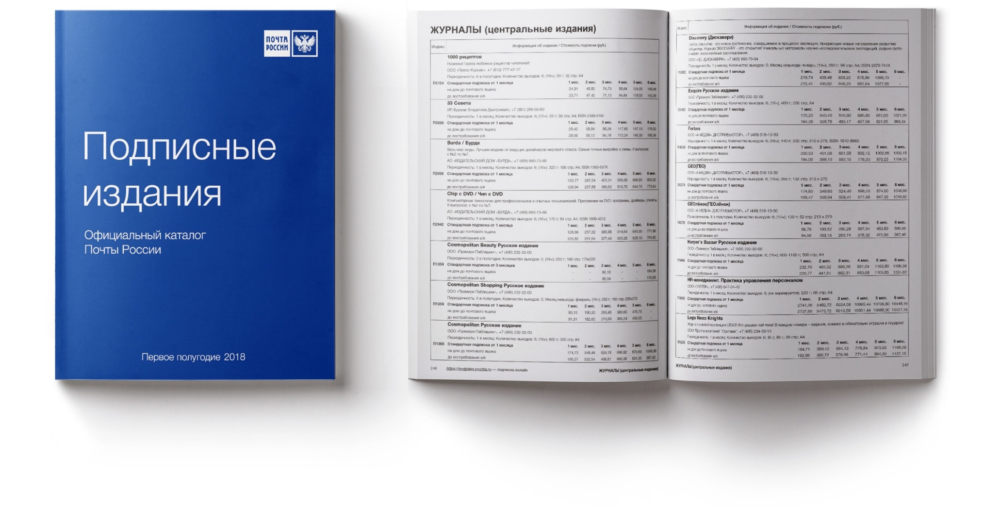 ПОЧТА
РОССИИ
Подписные
издания
Официальный каталог
Почты России
Первое полугодие 2018
ЖУРНАЛЫ (центральные издания)
Индекс Информация об издании / Стоимость подписки (руб.)
1000 рецептов
Новинка! Газета любимых рецептов читателей!
ООО «Пресс-Курьер», +7 (812) 777-47-77
Периодичность: 6 в полугодие; Количество выходов: 6; (16+); 50 г; 32 стр; А4
П5154 Стандартная подписка от 1 месяца 1 мес. 2 мес. 3 мес. 4 мес. 5 мес. 6 мес.
на дом до почтового ящика 24,91 49,82 74,73 99,64 124,55 149,46
до востребования а/я 23,71 47,42 71,13 94,84 118,55 142,26
33 Совета
ИП Бурмак Владислав Дмитриевич, +7 (381) 299-00-80
Периодичность: 1 в месяц; Количество выходов: 6; (12+); 55 г; 36 стр; А4; ISSN 2409-5184
П5936 Стандартная подписка от 1 месяца 1 мес. 2 мес. 3 мес. 4 мес. 5 мес. 6 мес.
на дом до почтового ящика 29,42 58,84 88,26 117,68 147,10 176,52
до востребования а/я 28,06 56,12 84,18 112,24 140,30 168,36
Burda / Бурда
Весь мир моды. Лучшие модели от ведущих дизайнеров мирового класса. Самые точные выкройки и схемы. 6 выпусков:
с №2 по №7.
АО «ИЗДАТЕЛЬСКИЙ ДОМ «БУРДА», +7 (495) 660-73-69
Периодичность: 1 в месяц; Количество выходов: 6; (16+); 325 г; 100 стр; А4; ISSN 1560-537X
П2936 Стандартная подписка от 1 месяца 1 мес. 2 мес. 3 мес. 4 мес. 5 мес. 6 мес.
на дом до почтового ящика 133,77 267,54 401,31 535,08 668,85 802,62
до востребования а/я 128,94 257,88 386,82 515,76 644,70 773,64
Chip с DVD / Чип с DVD
Компьютерные технологии для профессионалов и опытных пользователей. Приложение на DVD: программы, драйверы, утилиты.
6 выпусков: с №2 по №7.
АО «ИЗДАТЕЛЬСКИЙ ДОМ «БУРДА», +7 (495) 660-73-69
Периодичность: 1 в месяц; Количество выходов: 6; (16+); 170 г; 84 стр; А4; ISSN 1609-4212
П2942 Стандартная подписка от 1 месяца 1 мес. 2 мес. 3 мес. 4 мес. 5 мес. 6 мес.
на дом до почтового ящика 128,66 257,32 385,98 514,64 643,30 771,96
до востребования а/я 125,82 251,64 377,46 503,28 629,10 754,92
Cosmopolitan Beauty Русское издание
ООО «Премиум Паблишинг», +7 (495) 232-32-00
Периодичность: 2 в полугодие; Количество выходов: 2; (16+); 250 г; 160 стр; 175x220
П1358 Стандартная подписка от 3 месяцев 1 мес. 2 мес. 3 мес. 4 мес. 5 мес. 6 мес.
на дом до почтового ящика - - 92,18 - - 184,36
до востребования а/я - - 88,34 - - 176,68
Cosmopolitan Shopping Русское издание
ООО «Премиум Паблишинг», +7 (495) 232-32-00
Периодичность: 5 в полугодие; Количество выходов: 5; Месяц невыхода: февраль; (16+); 250 г; 160 стр; 205x270
П1359 Стандартная подписка от 1 месяца 1 мес. 2 мес. 3 мес. 4 мес. 5 мес. 6 мес.
на дом до почтового ящика 95,15 190,30 285,45 380,60 475,75 -
до востребования а/я 91,31 182,62 273,93 365,24 456,55 -
Cosmopolitan Русское издание
ООО «Премиум Паблишинг», +7 (495) 232-32-00
Периодичность: 1 в месяц; Количество выходов: 6; (16+); 600 г; 300 стр; А4
П1360 Стандартная подписка от 1 месяца 1 мес. 2 мес. 3 мес. 4 мес. 5 мес. 6 мес.
на дом до почтового ящика 174,73 349,46 524,19 698,92 873,65 1048,38
до востребования а/я 166,27 332,54 498,81 665,08 831,35 997,62
246 https://podpiska.pochta.ru — подписка онлайн ЖУРНАЛЫ (центральные издания)
Индекс Информация об издании / Стоимость подписки (руб.)
Discovery (Дискавери)
Любое открытие - это новое достижение, совершаемое в процессе эволюции, придающее новые направления развитию
общества. Журнал DISCOVERY - это открытия! Уникальные материалы научно-исследовательских экспедиций, редкие фото-
графии, эксклюзивные расследования.
ООО «ИД «ДИСКАВЕРИ», +7 (495) 665-73-04
Периодичность: 1 в месяц; Количество выходов: 5; Месяц невыхода: январь; (16+); 280 г; 96 стр; А4; ISSN 2070-741X
П3985 Стандартная подписка от 1 месяца 1 мес. 2 мес. 3 мес. 4 мес. 5 мес. 6 мес.
на дом до почтового ящика 219,74 439,48 659,22 878,96 1098,70 -
до востребования а/я 215,41 430,82 646,23 861,64 1077,05 -
Esquire Русское издание
ООО «Премиум Паблишинг», +7 (495) 232-32-00
Периодичность: 1 в месяц; Количество выходов: 6; (16+); 400 г; 200 стр; А4
П1462 Стандартная подписка от 1 месяца 1 мес. 2 мес. 3 мес. 4 мес. 5 мес. 6 мес.
на дом до почтового ящика 170,20 340,40 510,60 680,80 851,00 1021,20
до востребования а/я 164,39 328,78 493,17 657,56 821,95 986,34
Forbes
ООО «А-МЕДИА» ДИСТРИБЬЮТОР», +7 (499) 518-13-50
Периодичность: 1 в месяц; Количество выходов: 6; (16+); 440 г; 200 стр; 210 x 275; ISSN 1810-8660
П4259 Стандартная подписка от 1 месяца 1 мес. 2 мес. 3 мес. 4 мес. 5 мес. 6 мес.
на дом до почтового ящика 200,53 401,06 601,59 802,12 1002,65 1203,18
до востребования а/я 194,05 388,10 582,15 776,20 970,25 1164,30
GEO(ГЕО)
ООО «А-МЕДИА» ДИСТРИБЬЮТОР», +7 (499) 518-13-50
Периодичность: 1 в месяц; Количество выходов: 6; (16+); 355 г; 132 стр; 213 x 270
П4274 Стандартная подписка от 1 месяца 1 мес. 2 мес. 3 мес. 4 мес. 5 мес. 6 мес.
на дом до почтового ящика 174,80 349,60 524,40 699,20 874,00 1048,80
до востребования а/я 169,47 338,94 508,41 677,88 847,35 1016,82
GEOлёнок(ГЕОлёнок)
ООО «А-МЕДИА» ДИСТРИБЬЮТОР», +7 (499) 518-13-50
Периодичность: 6 в полугодие; Количество выходов: 6; (12+); 120 г; 52 стр; 213 x 270
П4276 Стандартная подписка от 1 месяца 1 мес. 2 мес. 3 мес. 4 мес. 5 мес. 6 мес.
на дом до почтового ящика 96,76 193,52 290,28 387,04 483,80 580,56
до востребования а/я 94,58 189,16 283,74 378,32 472,90 567,48
Harper's Bazaar Русское издание
ООО «Премиум Паблишинг», +7 (495) 232-32-00
Периодичность: 1 в месяц; Количество выходов: 6; (16+); 600-1100 г; 500 стр; А4
П1464 Стандартная подписка от 1 месяца 1 мес. 2 мес. 3 мес. 4 мес. 5 мес. 6 мес.
на дом до почтового ящика 232,76 465,52 698,28 931,04 1163,80 1396,56
до востребования а/я 220,77 441,54 662,31 883,08 1103,85 1324,62
HR-менеджмент. Практика управления персоналом
ООО «ПРОТЕК», +7 (495) 647-04-42
Периодичность: 1 в месяц; Количество выходов: 6; (не маркируется); 220 г; 68 стр; А4
П1905 Стандартная подписка от 1 месяца 1 мес. 2 мес. 3 мес. 4 мес. 5 мес. 6 мес.
на дом до почтового ящика 2741,36 5482,72 8224,08 10965,44 13706,80 16448,16
до востребования а/я 2737,86 5475,72 8213,58 10951,44 13689,30 16427,16
Lego Nexo Knights
Журнал о новой коллекции LEGO! Это рыцари хай-тека! В каждом номере - задания, комикс и обязательно игрушка в подарок!
ООО "Группа компаний "Оригами", +7 (495) 234-30-13
Периодичность: 1 в месяц; Количество выходов: 6; (6+); 90 г; 36 стр; А4
П4233 Стандартная подписка от 1 месяца 1 мес. 2 мес. 3 мес. 4 мес. 5 мес. 6 мес.
на дом до почтового ящика 194,71 389,42 584,13 778,84 973,55 1168,26
до востребования а/я 192,86 385,72 578,58 771,44 964,30 1157,16
ЖУРНАЛЫ (центральные издания) 247